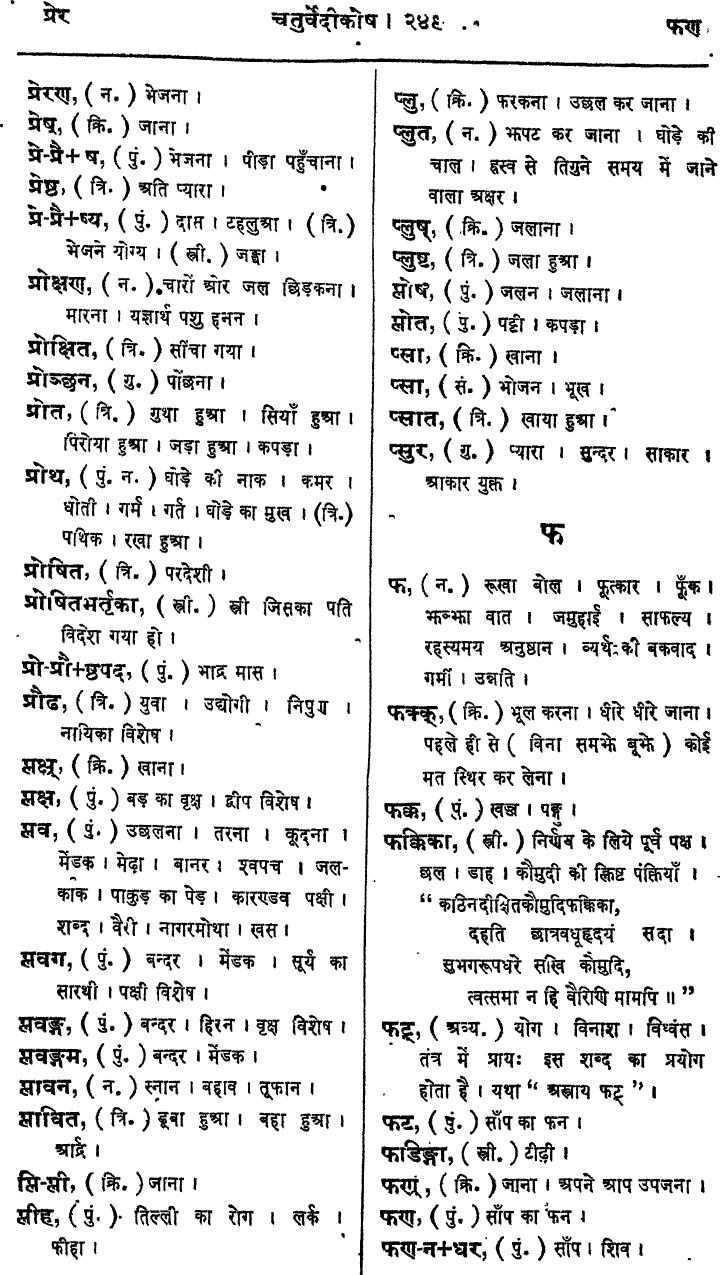 प्रेर
चतुर्वेदीकोष । २४९
फण
प्रेरण, ( न. ) भेजना ।
प्रेष्, ( क्रि. ) जाना ।
प्रे-प्रै+ष, ( पुं. ) भेजना । पीड़ा पहुँचाना ।
प्रेष्ठ, ( त्रि. ) अति प्यारा ।
प्रे-प्रै+ष्य, ( पुं. ) दास । टहलुआ । ( त्रि. )
भेजने योग्य । ( स्त्री. ) जङ्घा ।
प्रोक्षण, ( न. ) चारों ओर जल छिड़कना ।
मारना । यज्ञार्थ पशु हनन ।
प्रोक्षित, ( त्रि. ) सींचा गया ।
प्रोञ्छन, ( गु. ) पोंछना ।
प्रोत, ( त्रि. ) गुथा हुआ । सियाँ हुआ ।
पिरोया हुआ । जड़ा हुआ । कपड़ा ।
प्रोथ, ( पुं. न. ) घोड़े की नाक । कमर ।
धोती । गर्म । गर्त । घोड़े का मुख । (त्रि.)
पथिक । रखा हुआ ।
प्रोषित, ( त्रि. ) परदेशी ।
प्रोषितभर्तृका, ( स्त्री. ) स्त्री जिसका पति
विदेश गया हो ।
प्रो-प्रौ+ष्ठपद, ( पुं. ) भाद्र मास ।
प्रौढ, ( त्रि. ) युवा । उद्योगी । निपुण ।
नायिका विशेष ।
प्लक्ष्, ( क्रि. ) खाना ।
प्लक्ष, ( पुं. ) बड़ का वृक्ष । द्वीप विशेष ।
प्लव, ( पुं. ) उछलना । तरना । कूदना ।
मेंडक । मेढ़ा । बानर । श्वपच । जल-
काक । पाकुड़ का पेड़ । कारण्डव पक्षी ।
शब्द । वैरी । नागरमोथा । खस ।
प्लवग, ( पुं. ) बन्दर । मेंडक । सूर्य का
सारथी । पक्षी विशेष ।
प्लवङ्ग, ( पुं. ) बन्दर । हिरन । वृक्ष विशेष ।
प्लवङ्गम, ( पुं. ) बन्दर । मेंडक ।
प्लावन, ( न. ) स्नान । बहाव । तूफान ।
प्लावित, ( त्रि. ) डूबा हुआ । बहा हुआ ।
आर्द्र ।
प्लि-प्ली, ( क्रि. ) जाना ।
प्लीह, ( पुं. ) तिल्ली का रोग । लर्क ।
फीहा ।
प्लु, ( क्रि. ) फरकना । उछल कर जाना ।
प्लुत, ( न. ) झपट कर जाना । घोड़े की
चाल । ह्रस्व से तिगुने समय में जाने
वाला अक्षर ।
प्लुष्, ( क्रि. ) जलाना ।
प्लुष्ट, ( त्रि. ) जला हुआ ।
प्लोष, ( पुं. ) जलन । जलाना ।
प्लोत, ( पुं. ) पट्टी । कपड़ा ।
प्सा, ( क्रि. ) खाना ।
प्सा, ( सं. ) भोजन । भूख ।
प्सात, ( त्रि. ) खाया हुआ ।
प्सुर, ( गु. ) प्यारा । सुन्दर । साकार ।
आकार युक्त ।
फ
फ, ( न. ) रूखा बोल । फूत्कार । फूँक ।
झञ्झा वात । जमुहाई । साफल्य ।
रहस्यमय अनुष्ठान । व्यर्थ की बकवाद ।
गर्मी । उन्नति ।
फक्क्, ( क्रि. ) भूल करना । धीरे धीरे जाना ।
पहले ही से ( विना समझे बूझे ) कोई
मत स्थिर कर लेना ।
फक्क, ( पुं. ) खञ्ज । पङ्गु ।
फक्किका, ( स्त्री. ) निर्णय के लिये पूर्व पक्ष ।
छल । डाह । कौमुदी की क्लिष्ट पंक्तियाँ ।
“ कठिनदीक्षितकौमुदिफक्किका,
दहति छात्रवधूहृदयं सदा ।
सुभगरूपधरे सखि कौमुदि,
त्वत्समा न हि वैरिणि मामपि ॥ ”
फट्, ( अव्य. ) योग । विनाश । विध्वंस ।
तंत्र में प्रायः इस शब्द का प्रयोग
होता है । यथा “ अस्त्राय फट् ” ।
फट, ( पुं. ) साँप का फन ।
फडिङ्गा, ( स्त्री. ) टीढ़ी ।
फण्, ( क्रि. ) जाना । अपने आप उपजना ।
फण, ( पुं. ) साँप का फन ।
फण-न+धर, ( पुं. ) साँप । शिव ।